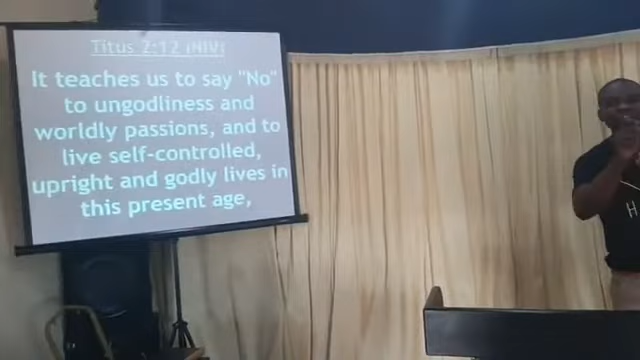 Titus 2:12 (NIV)
It teaches us to say "No"
to ungodliness and
worldly passions, and to
live self-controlled,
upright and godly lives in
this present age,